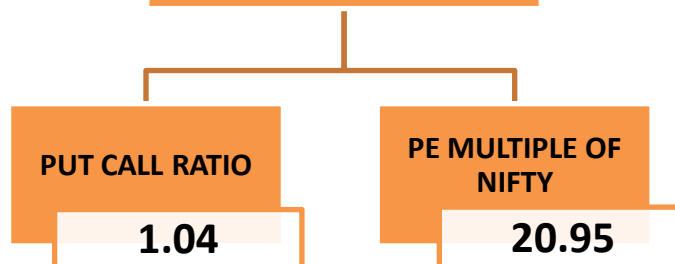 PUT CALL RATIO
1.04
PE MULTIPLE OF
NIFTY
20.95